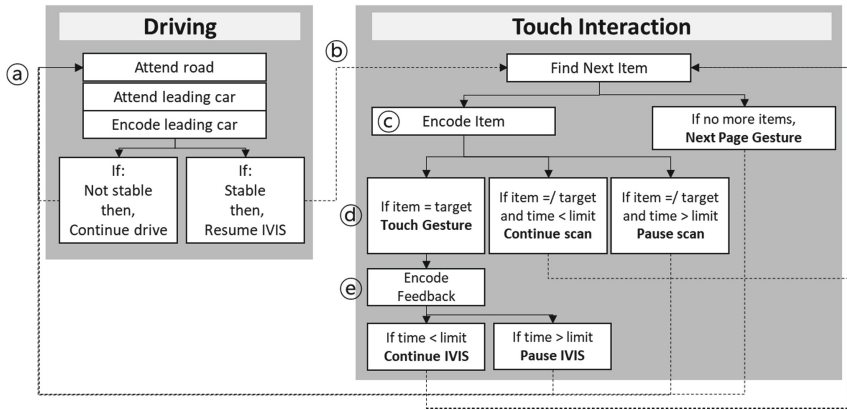 Driving
ⓐ
Attend road
Attend leading car
Encode leading car
If:
Not stable
then,
Continue drive
If:
Stable
then,
Resume IVIS
Touch Interaction
ⓑ
Find Next Item
ⓒ
Encode Item
If no more items,
Next Page Gesture
ⓓ
If item = target
Touch Gesture
If item =/ target
and time < limit
Continue scan
If item =/ target
and time > limit
Pause scan
ⓔ
Encode
Feedback
If time < limit
Continue IVIS
If time > limit
Pause IVIS